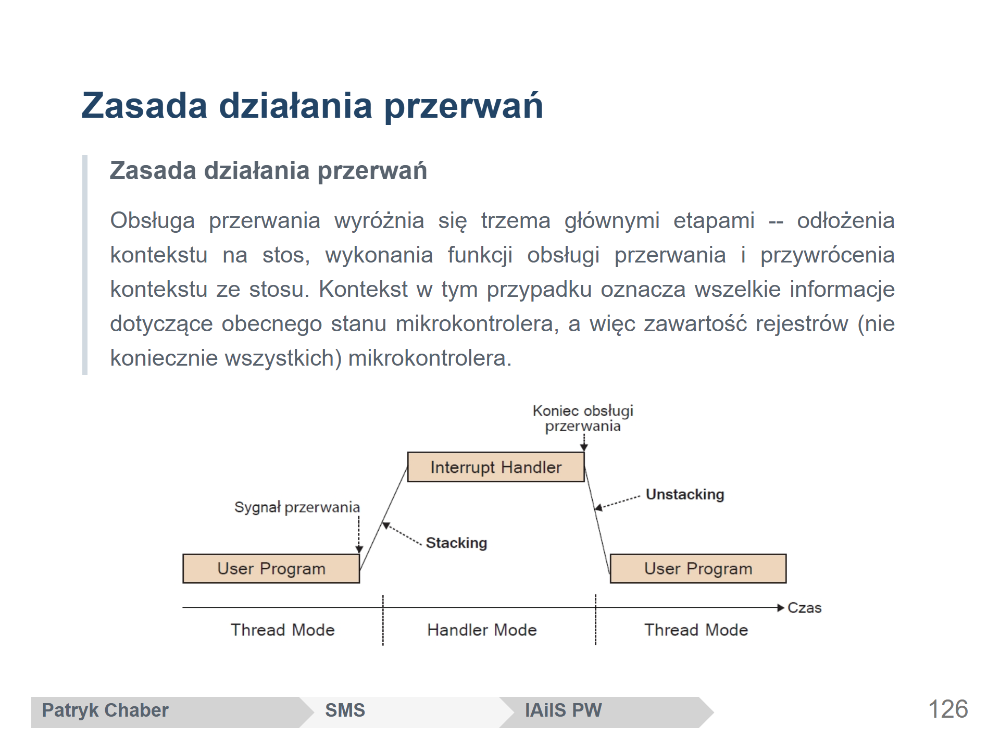 Zasada działania przerwań
Zasada działania przerwań
Obsługa przerwania wyróżnia się trzema głównymi etapami -- odłożenia
kontekstu na stos, wykonania funkcji obsługi przerwania i przywrócenia
kontekstu ze stosu. Kontekst w tym przypadku oznacza wszelkie informacje
dotyczące obecnego stanu mikrokontrolera, a więc zawartość rejestrów (nie
koniecznie wszystkich) mikrokontrolera.
Koniec obsługi
przerwania
Interrupt Handler
Unstacking
Sygnał przerwania
Stacking
User Program
User Program
Czas
Thread Mode
Handler Mode
Thread Mode
Patryk Chaber
SMS
IAiIS PW
126